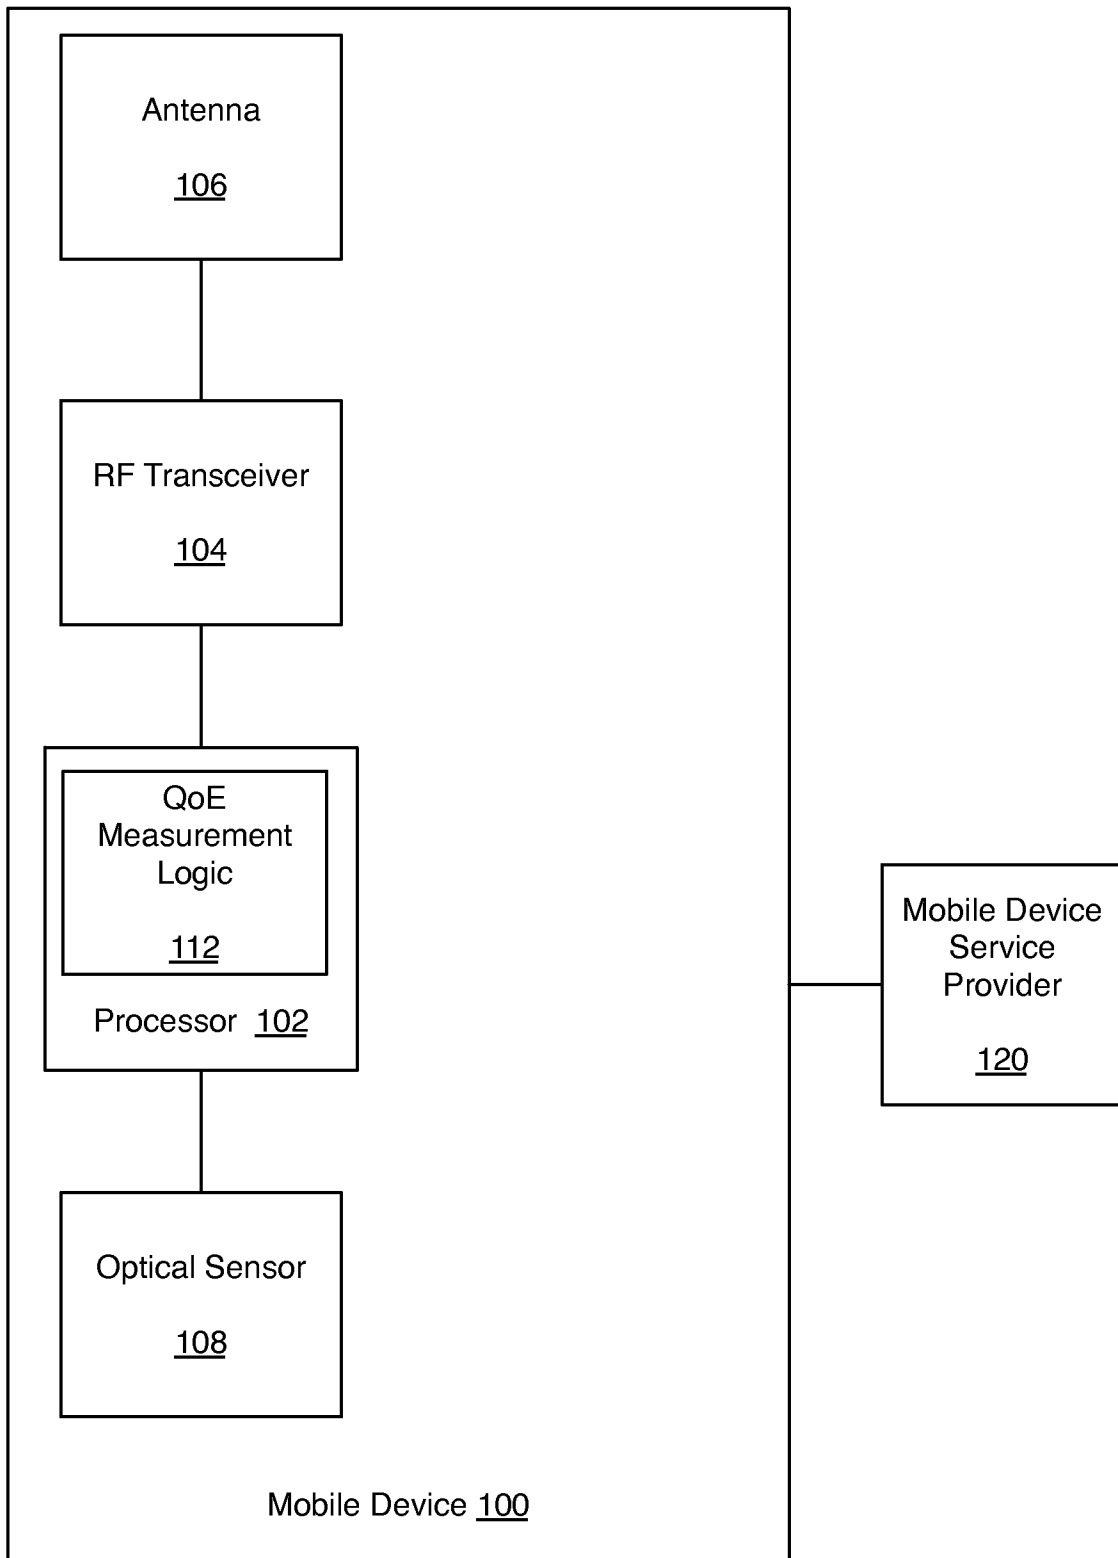 Antenna
106
RF Transceiver
104
QoE
Measurement
Logic
112
Processor 102
Mobile Device
Service
Provider
120
Optical Sensor
108
Mobile Device 100